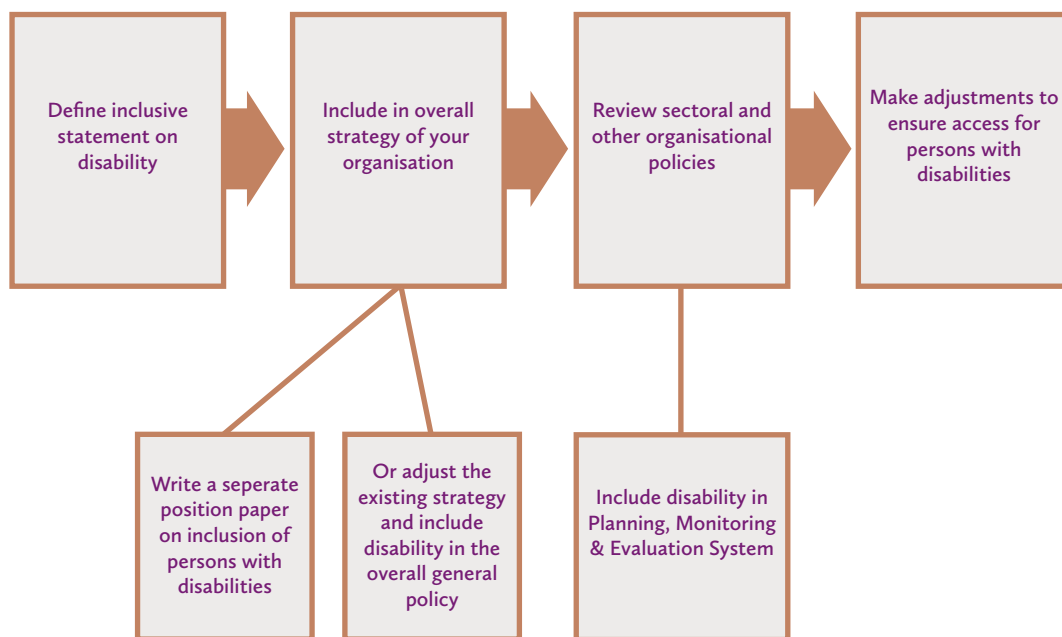 Define inclusive
statement on
disability
Include in overall
strategy of your
organisation
Review sectoral and
other organisational
policies
Make adjustments to
ensure access for
persons with
disabilities
Write a seperate
position paper
on inclusion of
persons with
disabilities
Or adjust the
existing strategy
and include
disability in the
overall general
policy
Include disability in
Planning, Monitoring
& Evaluation System